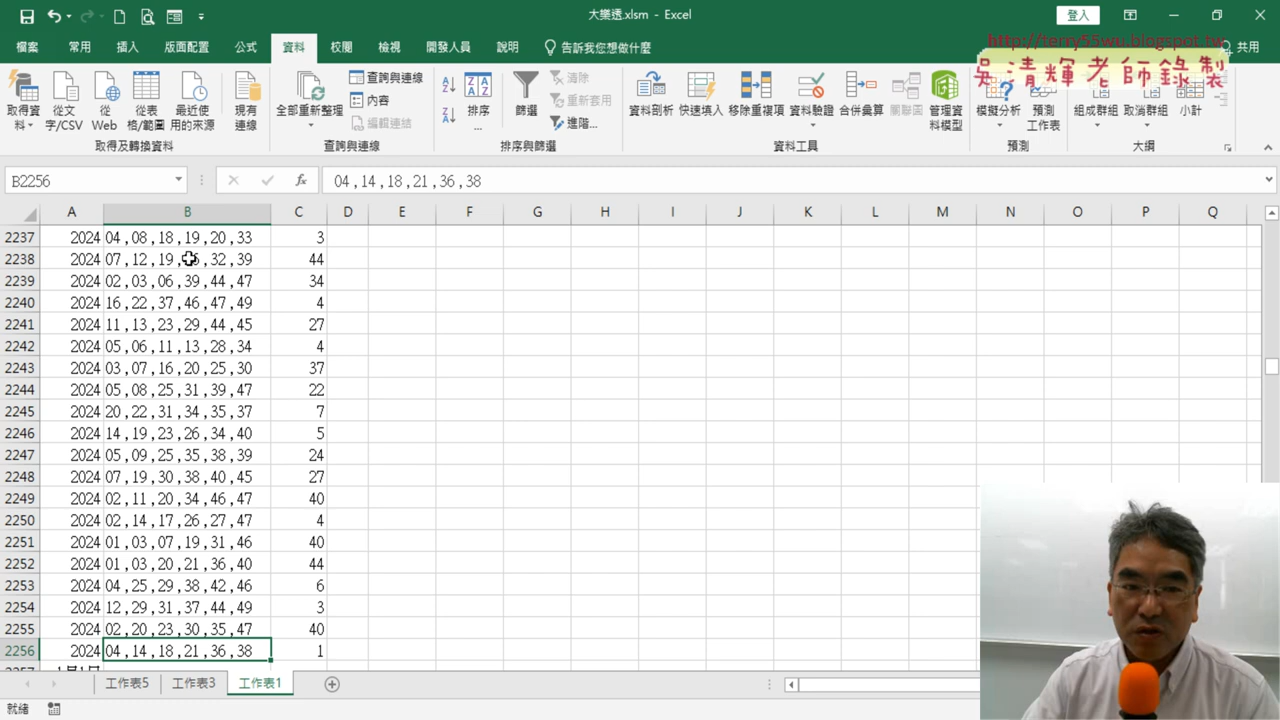 大樂透.xlsm - Excel
登入
檔案 常用 插入 版面配置 公式 資料 校閱 檢視 開發人員 說明 告訴我您想做什麼 共用
http://terry55wu.blogspot.tw
吳清輝老師錄製
取得資料 從文字/CSV 從 Web 從表格/範圍 最近使用的來源 現有連線
取得及轉換資料
全部重新整理 查詢與連線 內容 編輯連結
查詢與連線
排序... 篩選 清除 重新套用 進階...
排序與篩選
資料剖析 快速填入 移除重複項 資料驗證 合併彙算 關聯圖 管理資料模型
資料工具
模擬分析 預測工作表
預測
組成群組 取消群組 小計
大綱
B2256 fx 04,14,18,21,36,38
A B C D E F G H I J K L M N O P Q
2237 2024 04,08,18,19,20,33 3
2238 2024 07,12,19, 32,39 44
2239 2024 02,03,06,39,44,47 34
2240 2024 16,22,37,46,47,49 4
2241 2024 11,13,23,29,44,45 27
2242 2024 05,06,11,13,28,34 4
2243 2024 03,07,16,20,25,30 37
2244 2024 05,08,25,31,39,47 22
2245 2024 20,22,31,34,35,37 7
2246 2024 14,19,23,26,34,40 5
2247 2024 05,09,25,35,38,39 24
2248 2024 07,19,30,38,40,45 27
2249 2024 02,11,20,34,46,47 40
2250 2024 02,14,17,26,27,47 4
2251 2024 01,03,07,19,31,46 40
2252 2024 01,03,20,21,36,40 44
2253 2024 04,25,29,38,42,46 6
2254 2024 12,29,31,37,44,49 3
2255 2024 02,20,23,30,35,47 40
2256 2024 04,14,18,21,36,38 1
工作表5 工作表3 工作表1
就緒